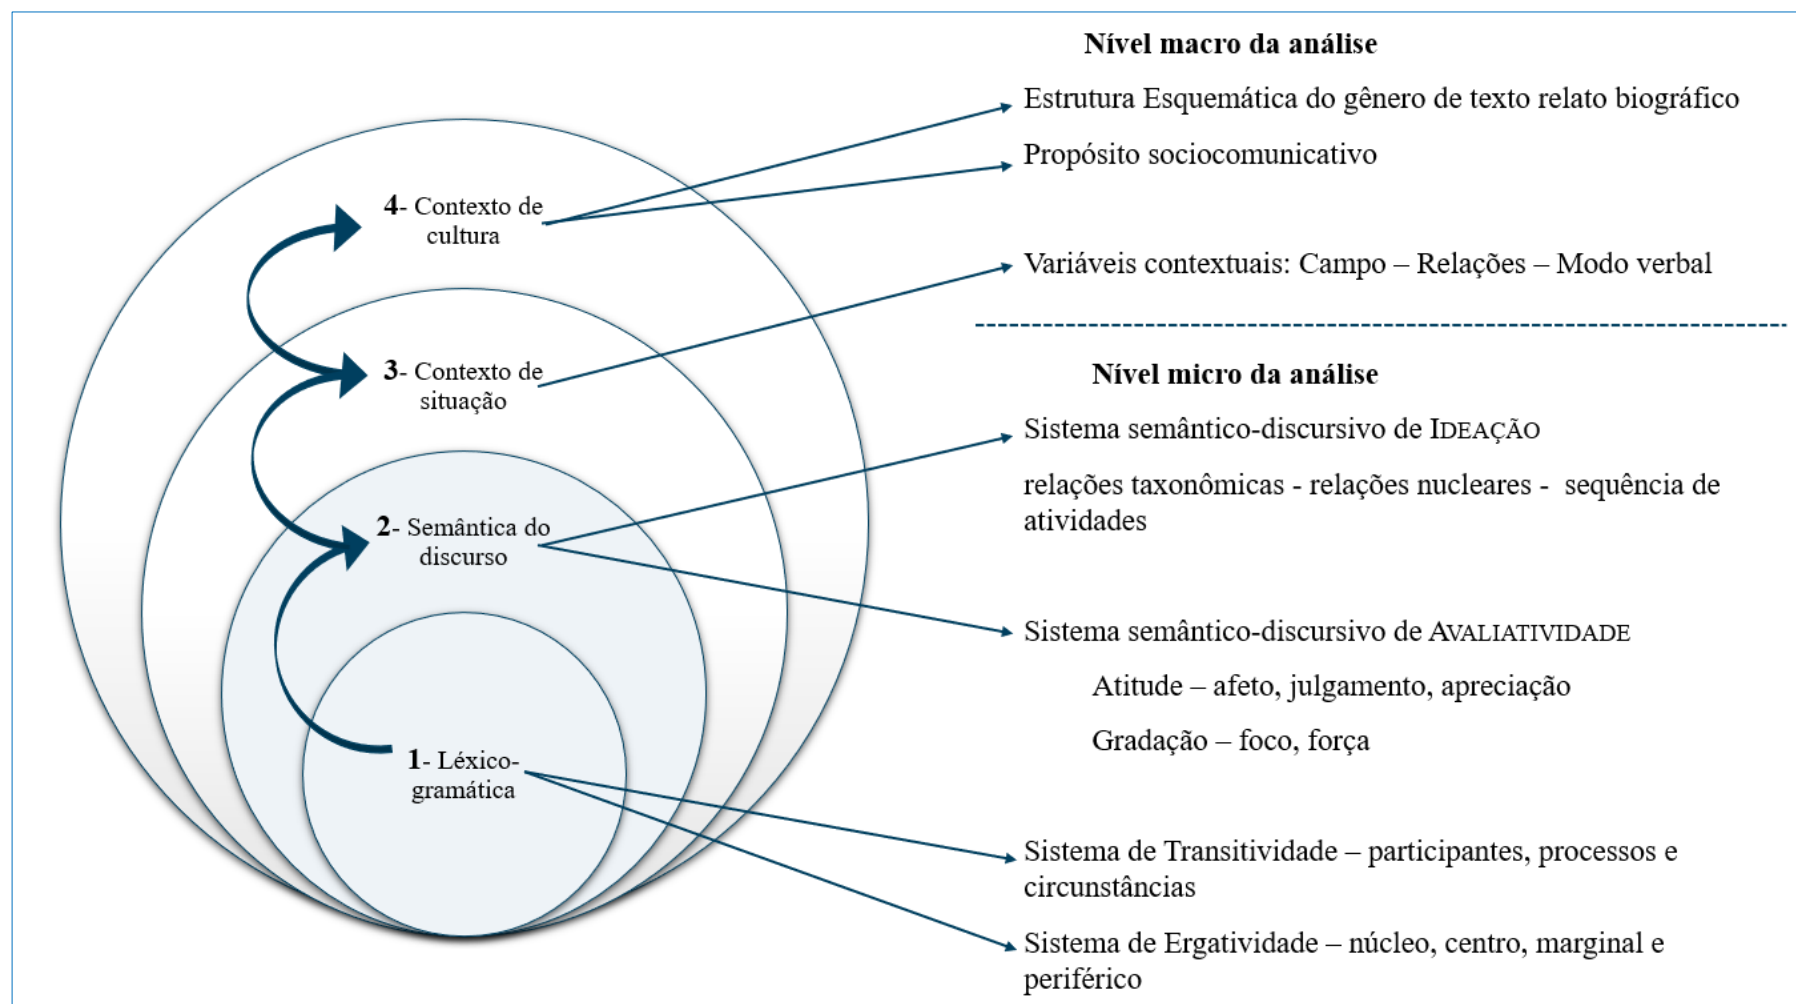 Nível macro da análise
Estrutura Esquemática do gênero de texto relato biográfico
Propósito sociocomunicativo
4- Contexto de
cultura
Variáveis contextuais: Campo – Relações – Modo verbal
3- Contexto de
situação
Nível micro da análise
Sistema semântico-discursivo de IDEAÇÃO
relações taxonômicas - relações nucleares - sequência de
atividades
2- Semântica do
discurso
Sistema semântico-discursivo de AVALIATIVIDADE
Atitude – afeto, julgamento, apreciação
Gradação – foco, força
1- Léxico-
gramática
Sistema de Transitividade – participantes, processos e
circunstâncias
Sistema de Ergatividade – núcleo, centro, marginal e
periférico